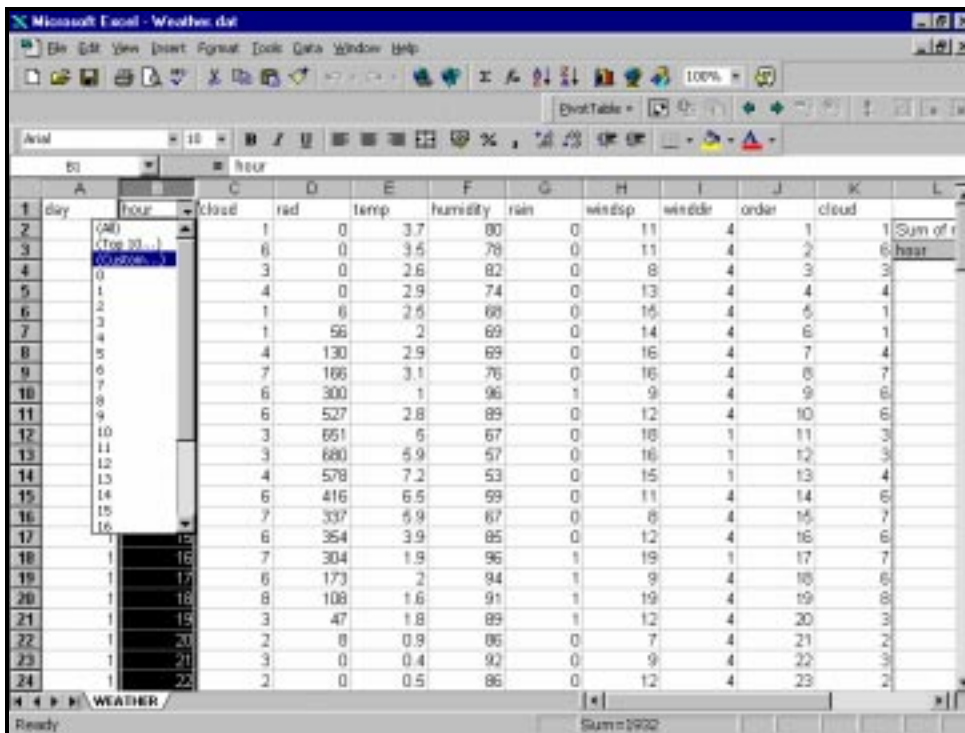 Microsoft Excel - Weather.dat
File Edit View Insert Format Tools Data Window Help
100%
PivotTable
Arial 10 B I U % ,
B1 = hour
A C D E F G H I J K L
1 day hour cloud rad temp humidity rain windsp winddir order cloud
2 1 0 3.7 80 0 11 4 1 1 Sum of
3 6 0 3.5 78 0 11 4 2 6 hour
4 3 0 2.6 82 0 8 4 3 3
5 4 0 2.9 74 0 13 4 4 4
6 1 6 2.5 68 0 15 4 5 1
7 1 56 2 69 0 14 4 6 1
8 4 130 2.9 69 0 16 4 7 4
9 7 166 3.1 76 0 16 4 8 7
10 6 300 1 96 1 9 4 9 6
11 6 527 2.8 89 0 12 4 10 6
12 3 651 5 67 0 18 1 11 3
13 3 680 5.9 57 0 16 1 12 3
14 4 578 7.2 53 0 15 1 13 4
15 6 416 6.5 59 0 11 4 14 6
16 7 337 5.9 67 0 8 4 15 7
17 1 15 6 354 3.9 85 0 12 4 16 6
18 1 16 7 304 1.9 96 1 19 1 17 7
19 1 17 6 173 2 94 1 9 4 18 6
20 1 18 8 108 1.6 91 1 19 4 19 8
21 1 19 3 47 1.8 89 1 12 4 20 3
22 1 20 2 8 0.9 86 0 7 4 21 2
23 1 21 3 0 0.4 92 0 9 4 22 3
24 1 22 2 0 0.5 86 0 12 4 23 2
(All)
(Top 10...)
(Custom...)
0
1
2
3
4
5
6
7
8
9
10
11
12
13
14
15
16
WEATHER
Ready Sum=1932